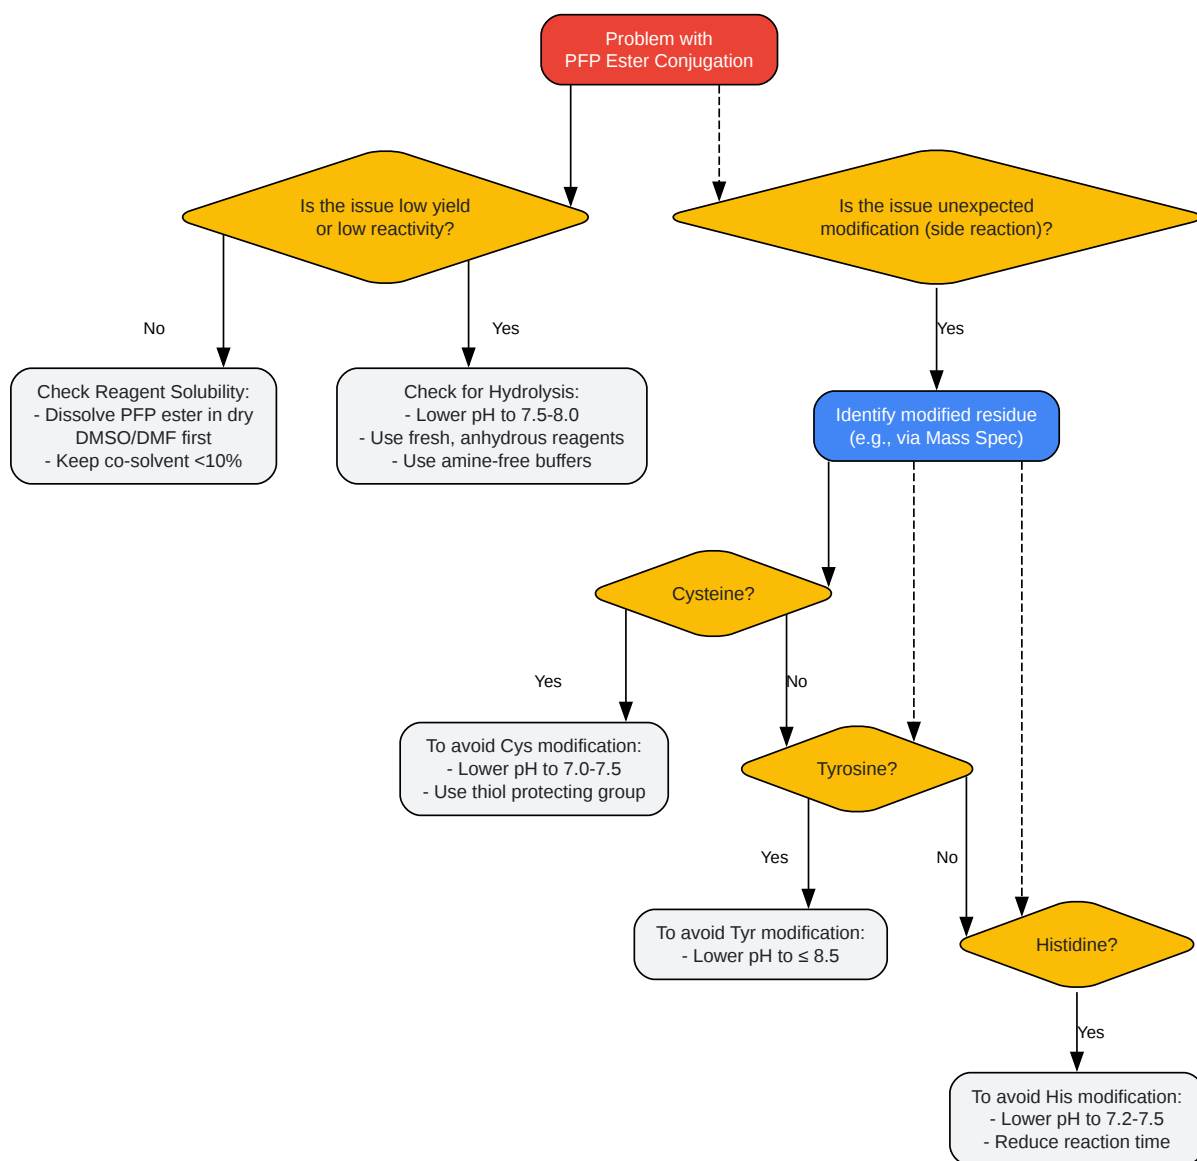 Problem with
PFP Ester Conjugation
Is the issue low yield
or low reactivity?
Is the issue unexpected
modification (side reaction)?
No
Yes
Yes
Check Reagent Solubility:
- Dissolve PFP ester in dry
DMSO/DMF first
- Keep co-solvent <10%
Check for Hydrolysis:
- Lower pH to 7.5-8.0
- Use fresh, anhydrous reagents
- Use amine-free buffers
Identify modified residue
(e.g., via Mass Spec)
Cysteine?
Yes
No
To avoid Cys modification:
- Lower pH to 7.0-7.5
- Use thiol protecting group
Tyrosine?
Yes
No
To avoid Tyr modification:
- Lower pH to ≤ 8.5
Histidine?
Yes
To avoid His modification:
- Lower pH to 7.2-7.5
- Reduce reaction time